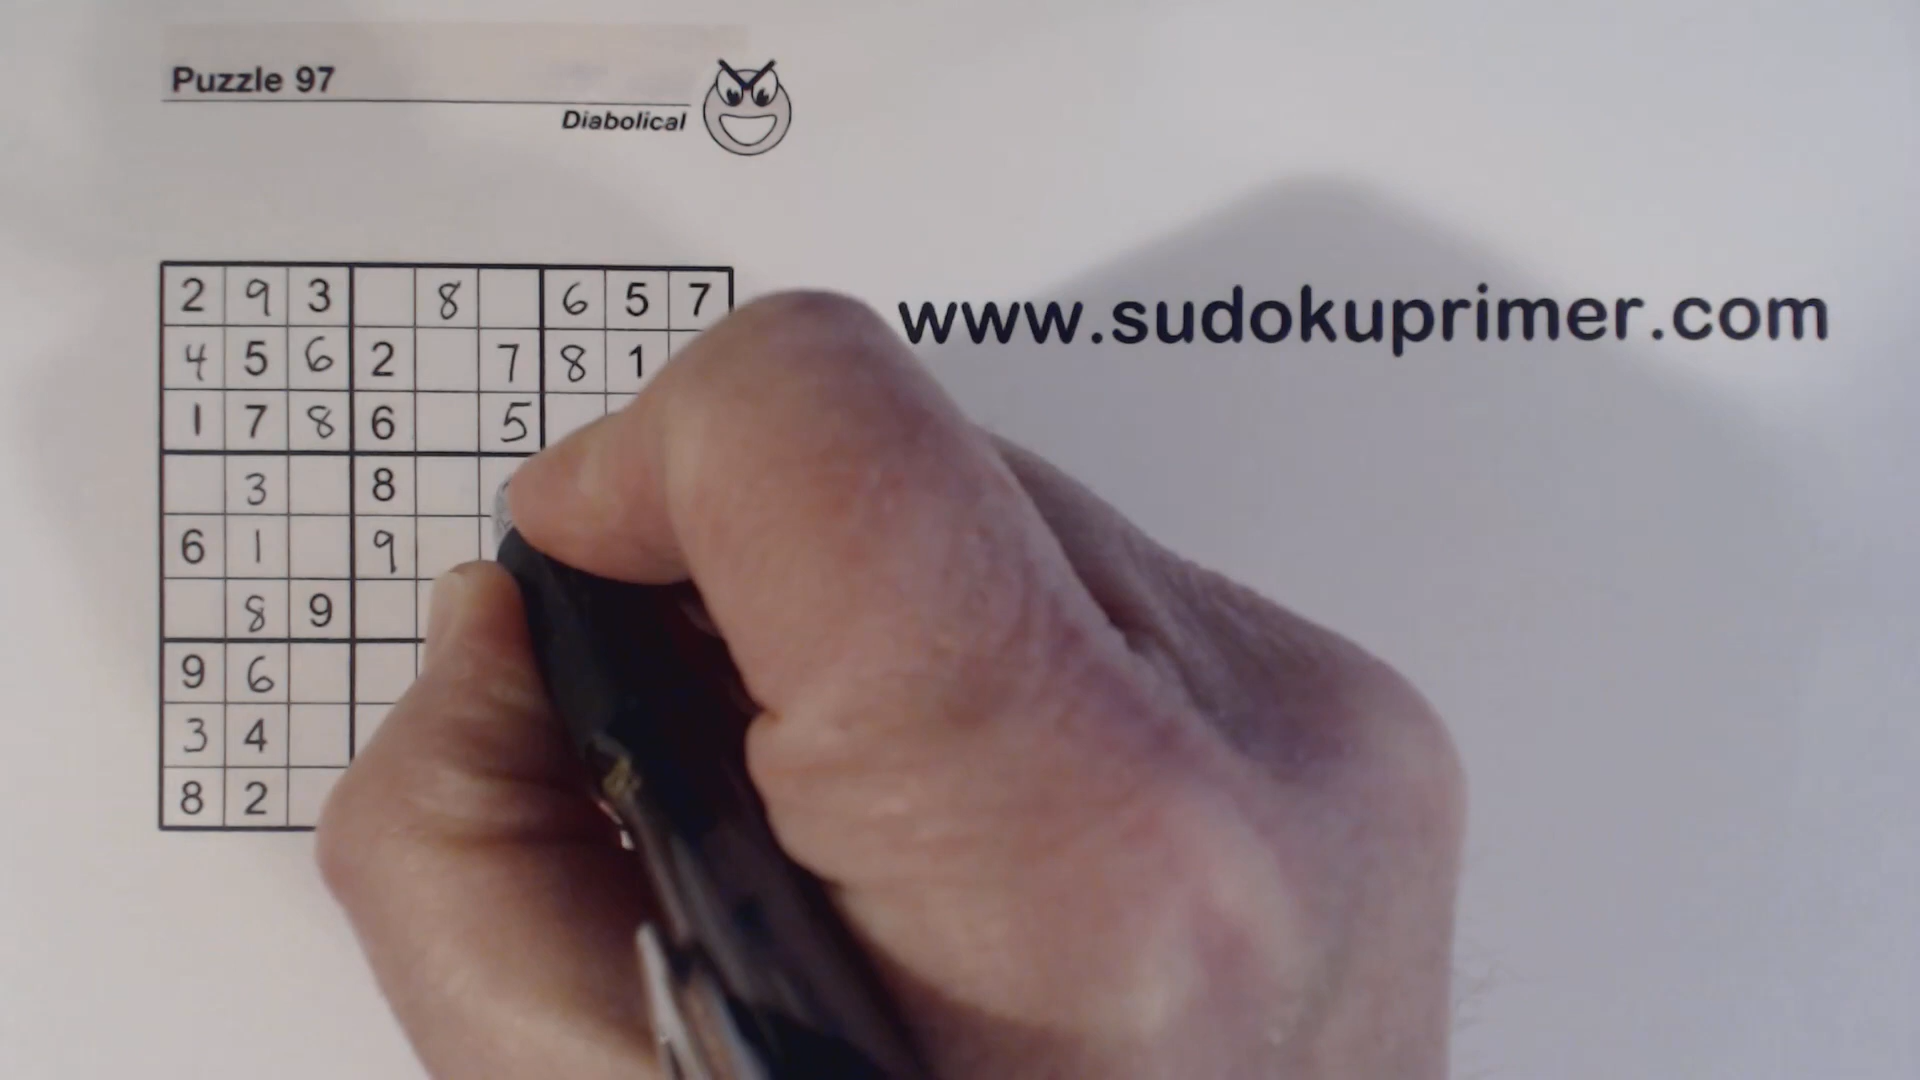 Puzzle 97
Diabolical
www.sudokuprimer.com
2 9 3 8 6 5 7
4 5 6 2 7 8 1
1 7 8 6 5
3 8
6 1 9
8 9
9 6
3 4
8 2